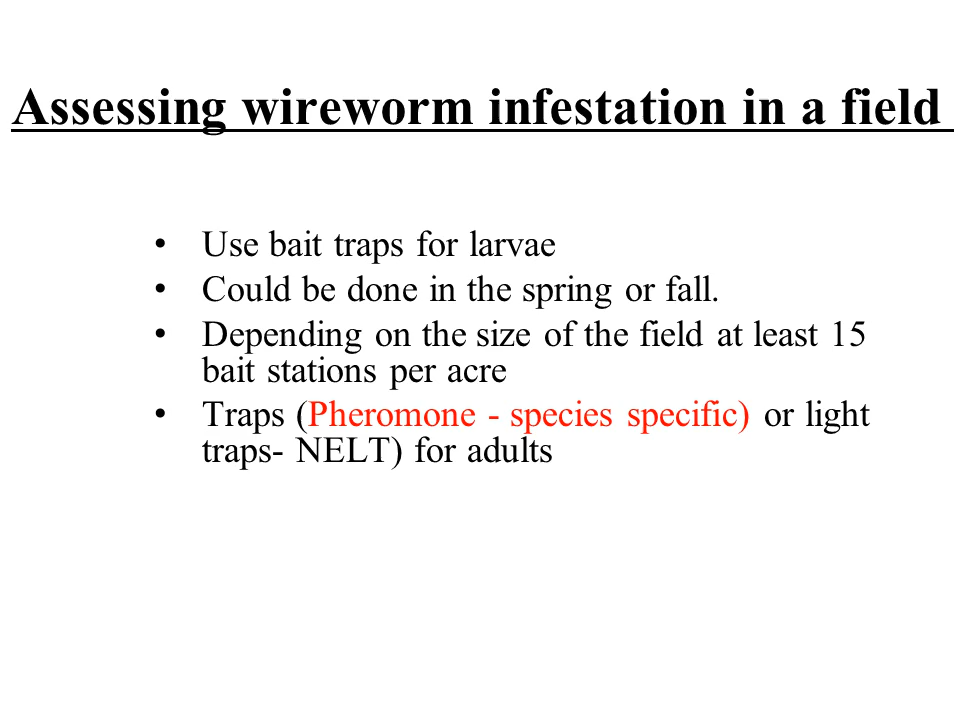 Assessing wireworm infestation in a field
• Use bait traps for larvae
• Could be done in the spring or fall.
• Depending on the size of the field at least 15
bait stations per acre
• Traps (Pheromone - species specific) or light
traps- NELT) for adults